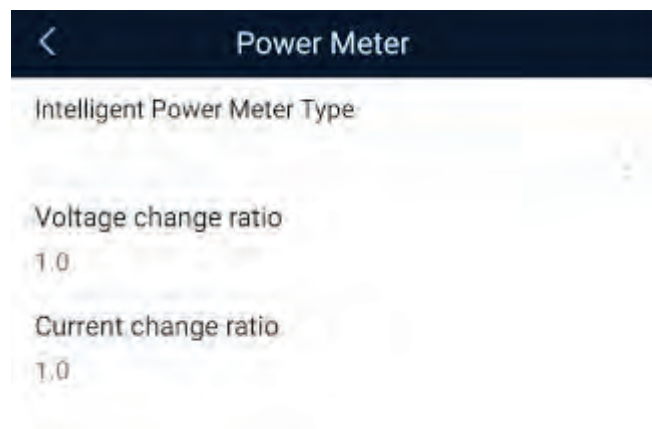 Power Meter
Intelligent Power Meter Type
Voltage change ratio
1.0
Current change ratio
1.0